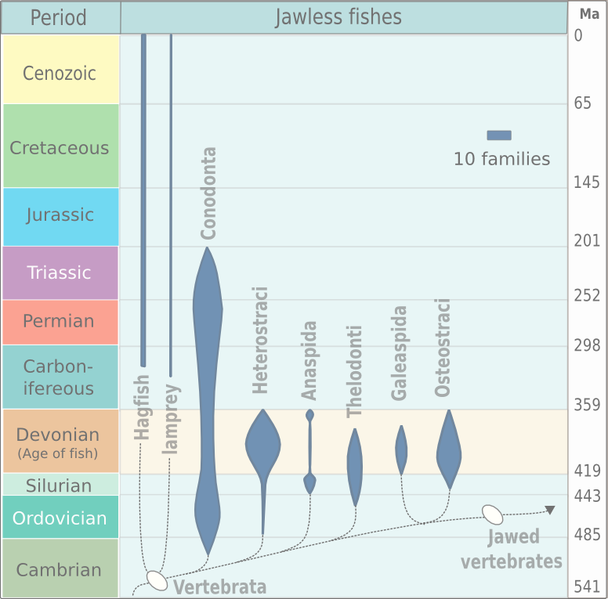 Period
Jawless fishes
Ma
0
Cenozoic
65
Cretaceous
10 families
145
Jurassic
Conodonta
201
Triassic
252
Permian
298
Heterostraci
Anaspida
Thelodonti
Galeaspida
Osteostraci
Carbon-
ifereous
Hagfish
lamprey
359
Devonian
(Age of fish)
419
Silurian
443
Ordovician
485
Jawed
vertebrates
Cambrian
Vertebrata
541